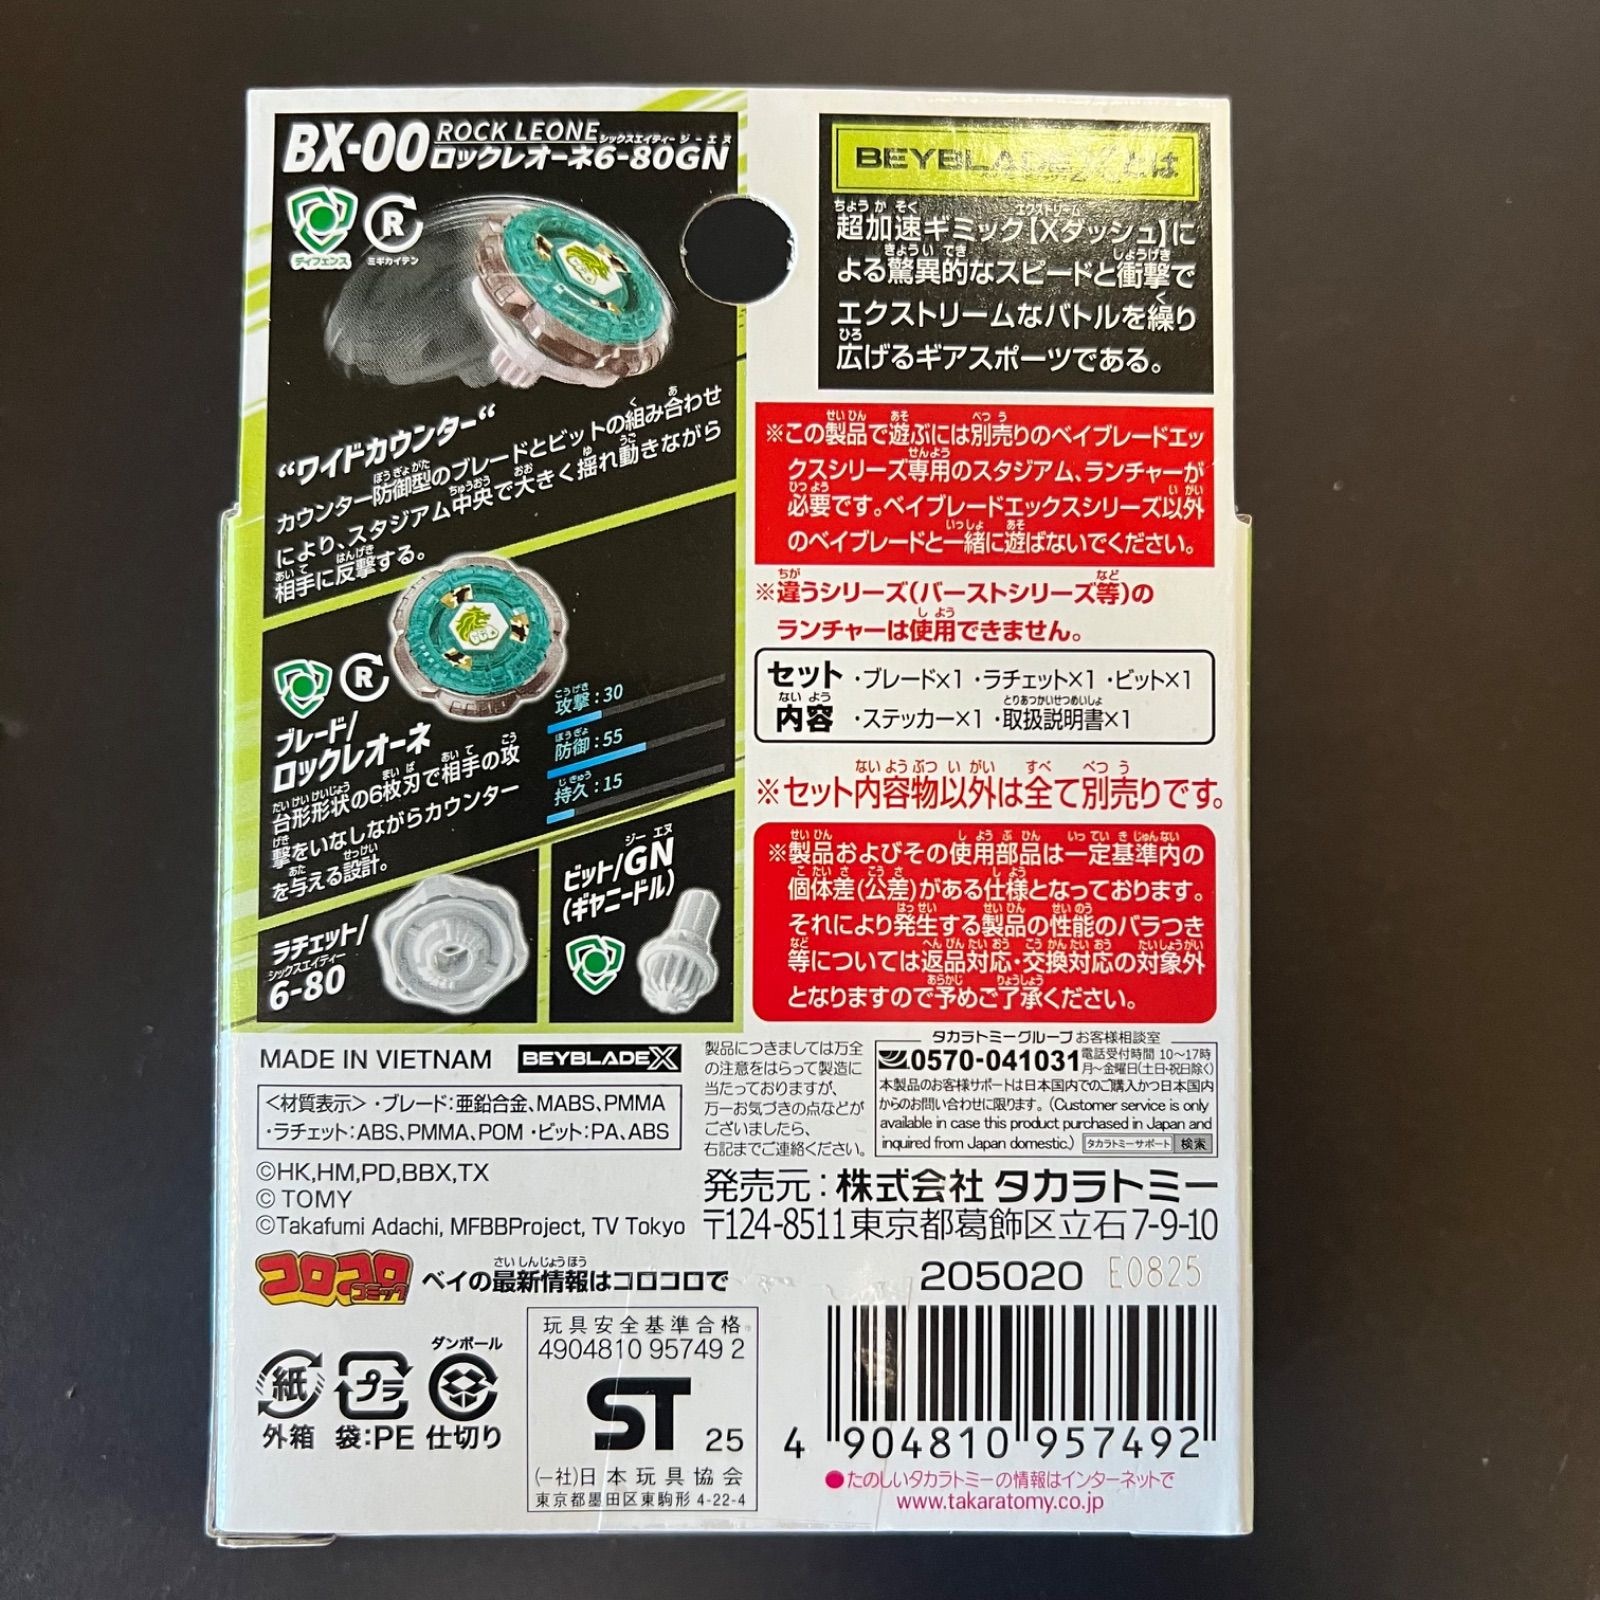 BX-00
ROCK LEONE
シックスエイティー ジーエヌ
ロックレオーネ6-80GN
ディフェンス
R
ミギカイテン
“ワイドカウンター“
カウンター防御型のブレードとビットの組み合わせ
により、スタジアム中央で大きく揺れ動きながら
相手に反撃する。
R
ブレード/
ロックレオーネ
台形形状の6枚刃で相手の攻
撃をいなしながらカウンター
を与える設計。
攻撃:30
防御:55
持久:15
ラチェット/
シックスエイティー
6-80
ジーエヌ
ビット/GN
(ギヤニードル)
BEYBLADE Xとは
超加速ギミック【Xダッシュ】に
よる驚異的なスピードと衝撃で
エクストリームなバトルを繰り
広げるギアスポーツである。
※この製品で遊ぶには別売りのベイブレードエッ
クスシリーズ専用のスタジアム、ランチャーが
必要です。ベイブレードエックスシリーズ以外
のベイブレードと一緒に遊ばないでください。
※違うシリーズ(バーストシリーズ等)の
ランチャーは使用できません。
セット内容
・ブレード×1 ・ラチェット×1 ・ビット×1
・ステッカー×1 ・取扱説明書×1
※セット内容物以外は全て別売りです。
※製品およびその使用部品は一定基準内の
個体差(公差)がある仕様となっております。
それにより発生する製品の性能のバラつき
等については返品対応・交換対応の対象外
となりますので予めご了承ください。
MADE IN VIETNAM
BEYBLADE X
<材質表示> ・ブレード:亜鉛合金、MABS、PMMA
・ラチェット:ABS、PMMA、POM ・ビット:PA、ABS
©HK,HM,PD,BBX,TX
© TOMY
©Takafumi Adachi, MFBBProject, TV Tokyo
製品につきましては万全
の注意をはらって製造に
当たっておりますが、
万一お気づきの点などが
ございましたら、
右記までご連絡ください。
タカラトミーグループ お客様相談室
0570-041031
電話受付時間 10〜17時
月〜金曜日(土日・祝日除く)
本製品のお客様サポートは日本国内でのご購入かつ日本国内
からのお問い合わせに限ります。(Customer service is only
available in case this product purchased in Japan and
inquired from Japan domestic.)
タカラトミーサポート 検索
発売元:株式会社 タカラトミー
〒124-8511 東京都葛飾区立石7-9-10
コロコロ
コミック
ベイの最新情報はコロコロで
205020 E0825
紙
外箱
プラ
袋:PE
ダンボール
仕切り
玩具安全基準合格
4904810 95749 2
ST
25
(一社)日本玩具協会
東京都墨田区東駒形 4-22-4
4 904810 957492
●たのしいタカラトミーの情報はインターネットで
www.takaratomy.co.jp